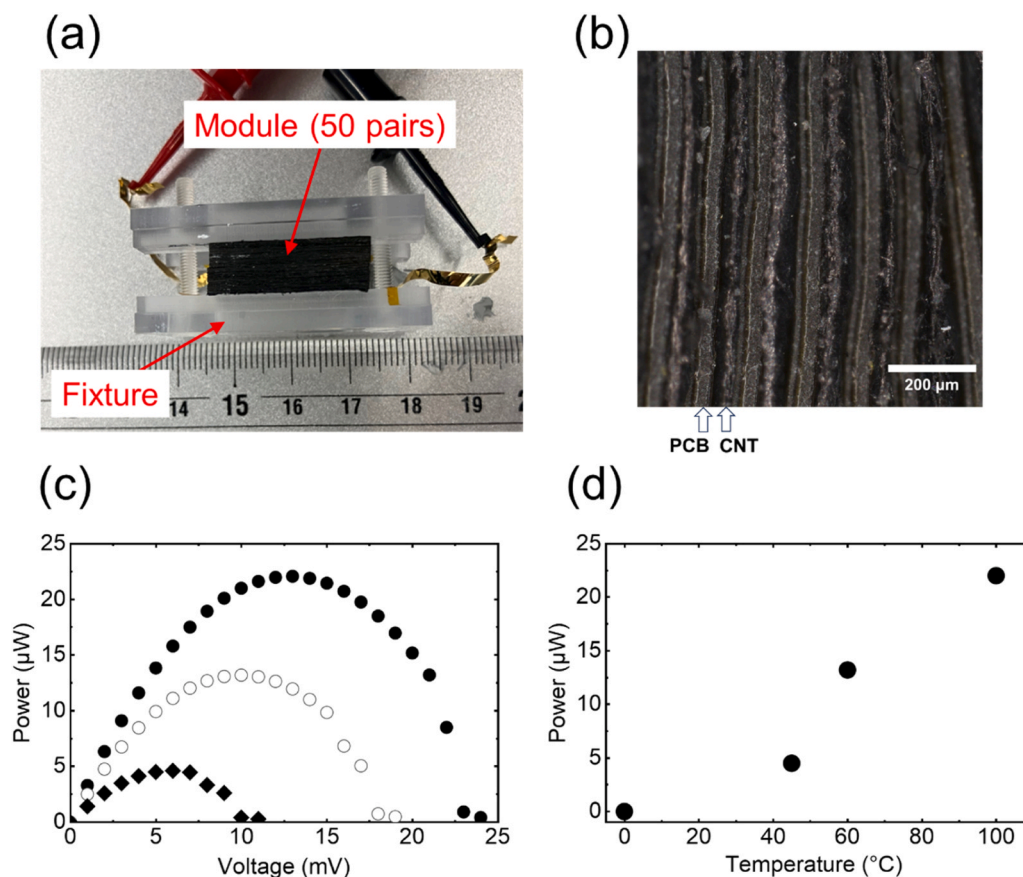 (a)
Module (50 pairs)
Fixture
14 15 16 17 18 19
(b)
200 µm
PCB CNT
(c)
25
20
15
10
5
0
Power (µW)
0 5 10 15 20 25
Voltage (mV)
(d)
25
20
15
10
5
0
Power (µW)
0 20 40 60 80 100
Temperature (°C)